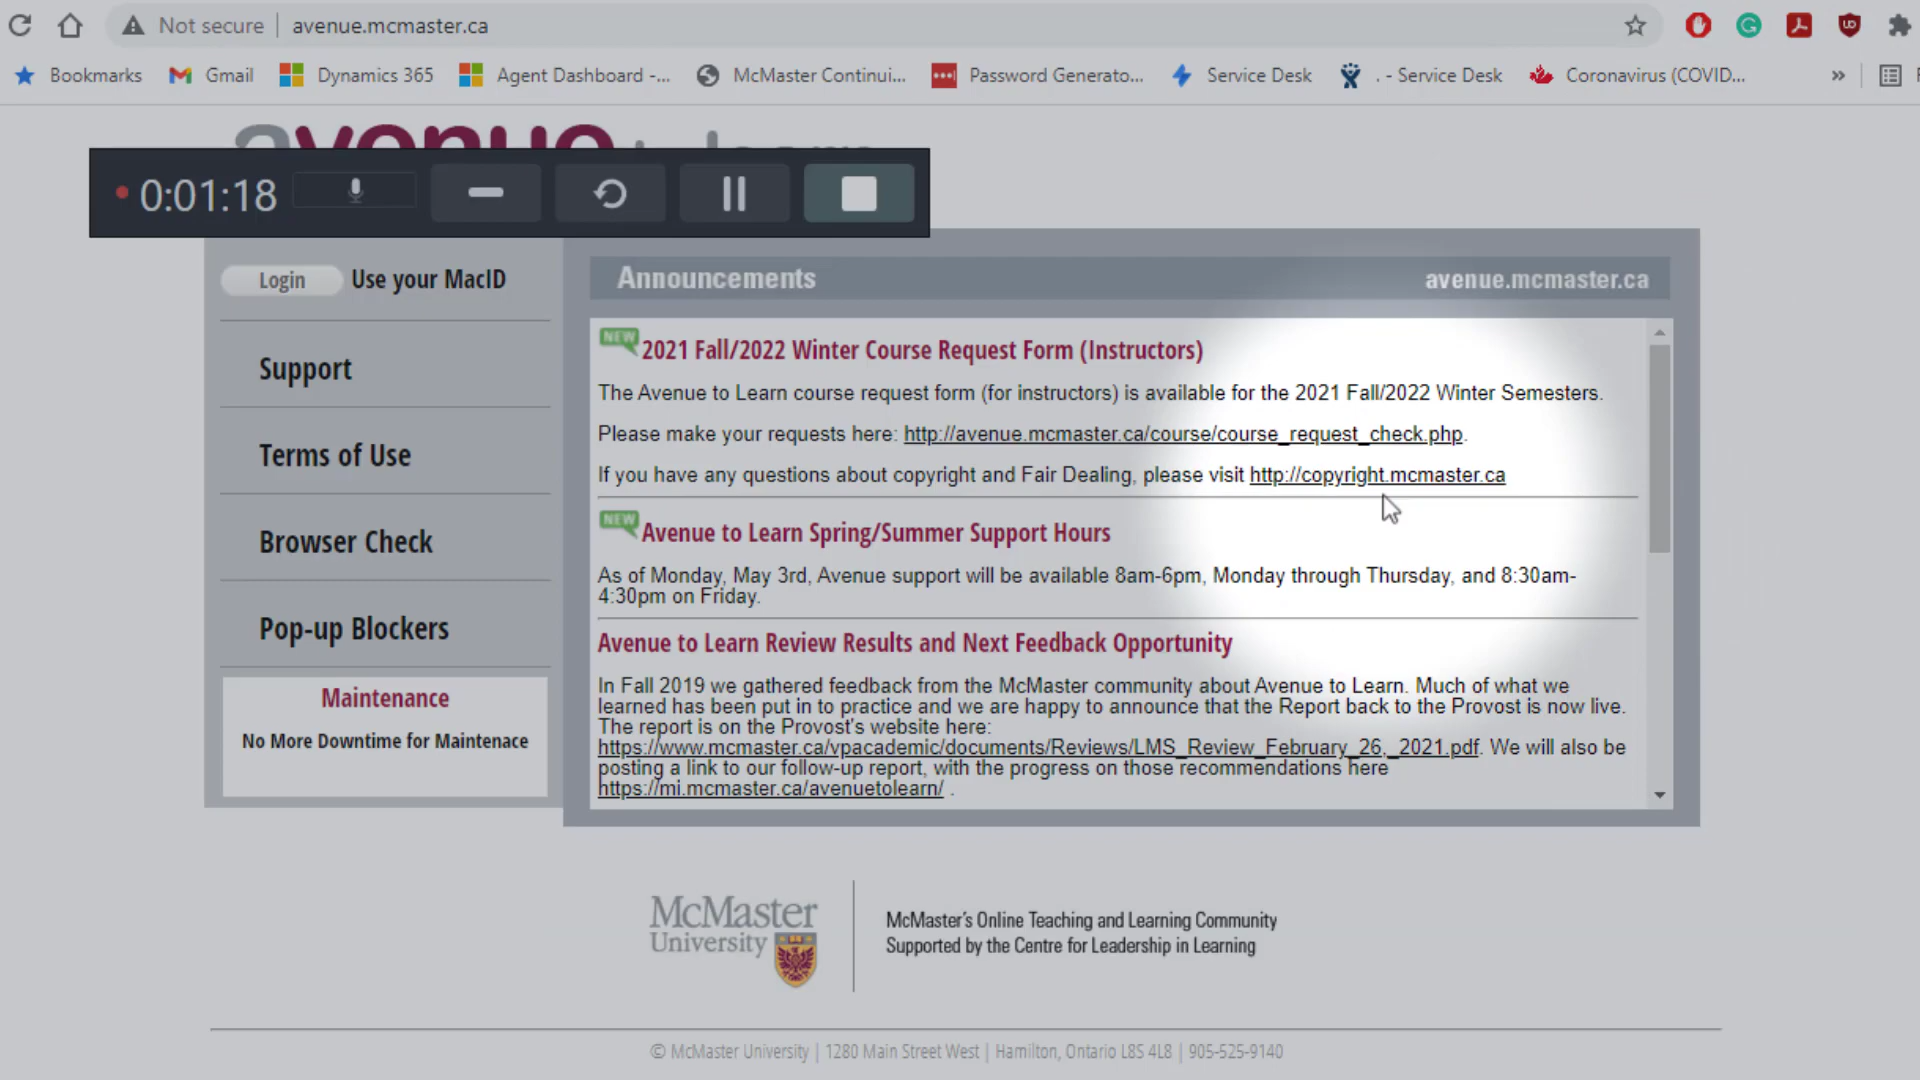 Not secure avenue.mcmaster.ca
Bookmarks Gmail Dynamics 365 Agent Dashboard -... McMaster Continui... Password Generato... Service Desk . - Service Desk Coronavirus (COVID... »
avenue
0:01:18
Login Use your MacID
Support
Terms of Use
Browser Check
Pop-up Blockers
Maintenance
No More Downtime for Maintenace
Announcements avenue.mcmaster.ca
NEW 2021 Fall/2022 Winter Course Request Form (Instructors)
The Avenue to Learn course request form (for instructors) is available for the 2021 Fall/2022 Winter Semesters.
Please make your requests here: http://avenue.mcmaster.ca/course/course_request_check.php.
If you have any questions about copyright and Fair Dealing, please visit http://copyright.mcmaster.ca
NEW Avenue to Learn Spring/Summer Support Hours
As of Monday, May 3rd, Avenue support will be available 8am-6pm, Monday through Thursday, and 8:30am-
4:30pm on Friday.
Avenue to Learn Review Results and Next Feedback Opportunity
In Fall 2019 we gathered feedback from the McMaster community about Avenue to Learn. Much of what we
learned has been put in to practice and we are happy to announce that the Report back to the Provost is now live.
The report is on the Provost's website here:
https://www.mcmaster.ca/vpacademic/documents/Reviews/LMS_Review_February_26,_2021.pdf. We will also be
posting a link to our follow-up report, with the progress on those recommendations here
https://mi.mcmaster.ca/avenuetolearn/ .
McMaster
University
McMaster's Online Teaching and Learning Community
Supported by the Centre for Leadership in Learning
© McMaster University | 1280 Main Street West | Hamilton, Ontario L8S 4L8 | 905-525-9140